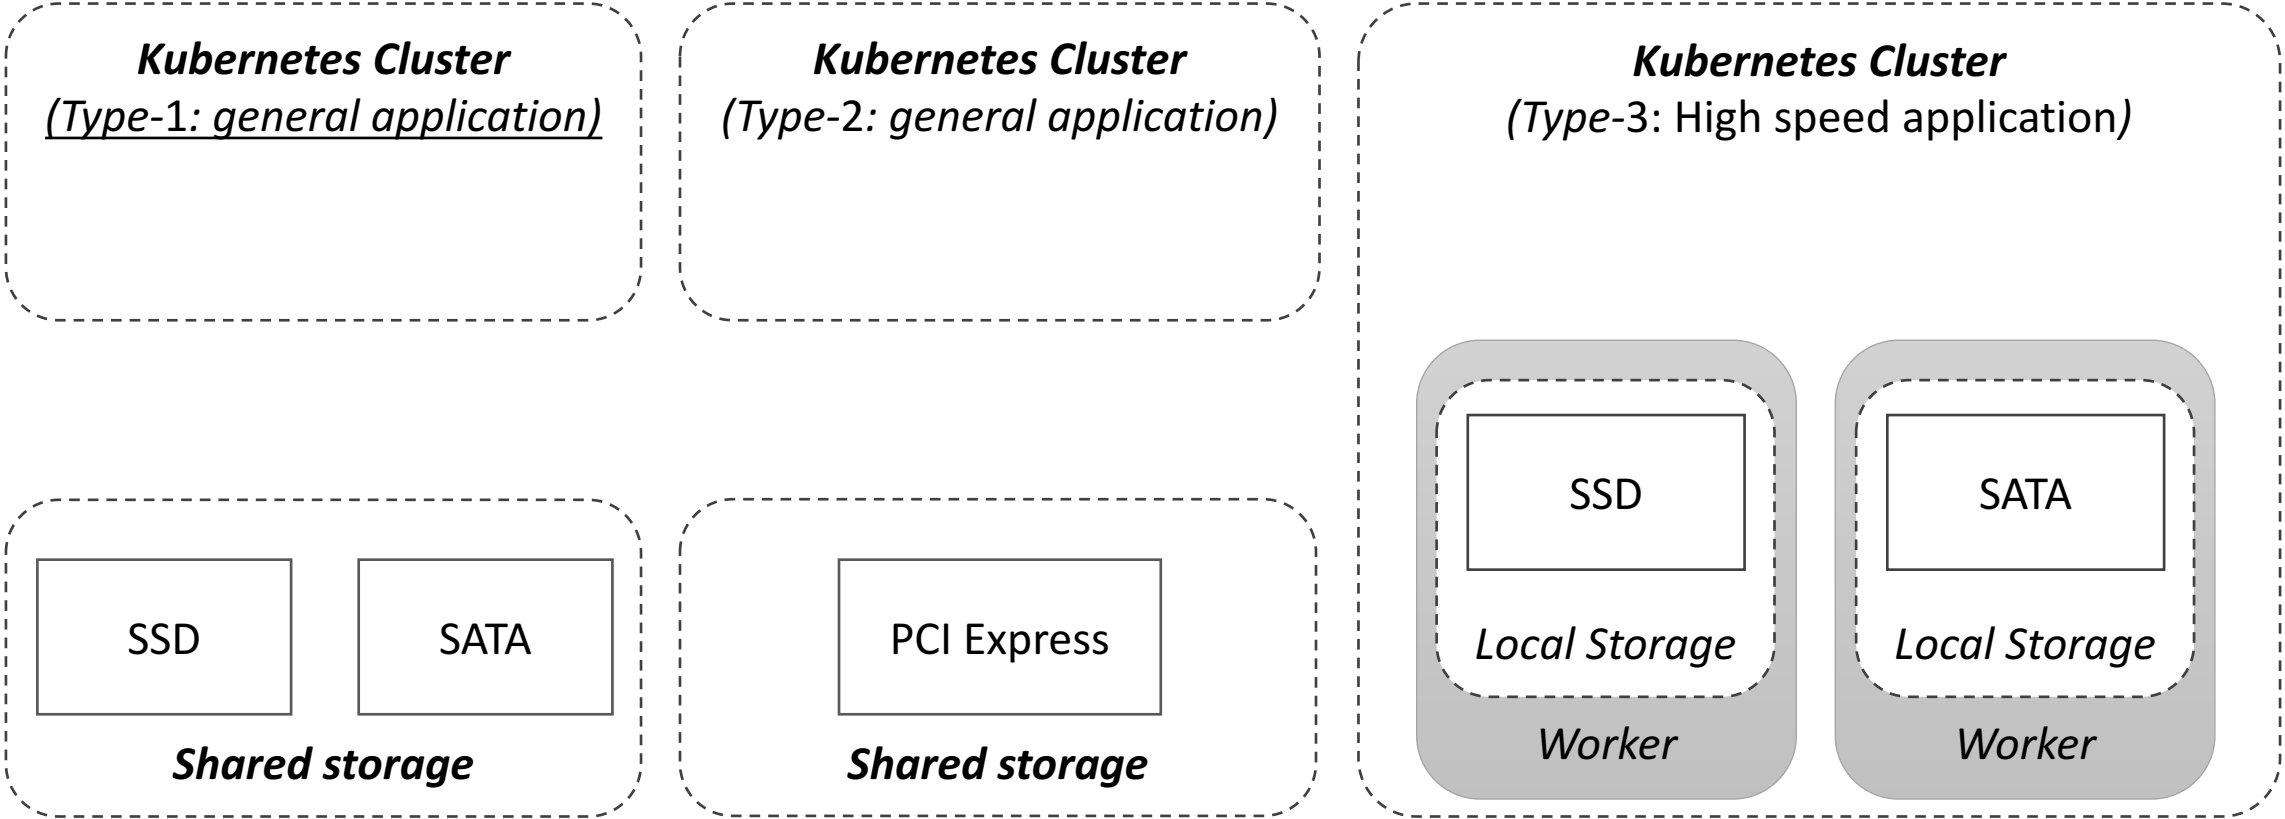 Kubernetes Cluster
(Type-1: general application)
Kubernetes Cluster
(Type-2: general application)
Kubernetes Cluster
(Type-3: High speed application)
SSD
SATA
Shared storage
PCI Express
Shared storage
SSD
Local Storage
Worker
SATA
Local Storage
Worker